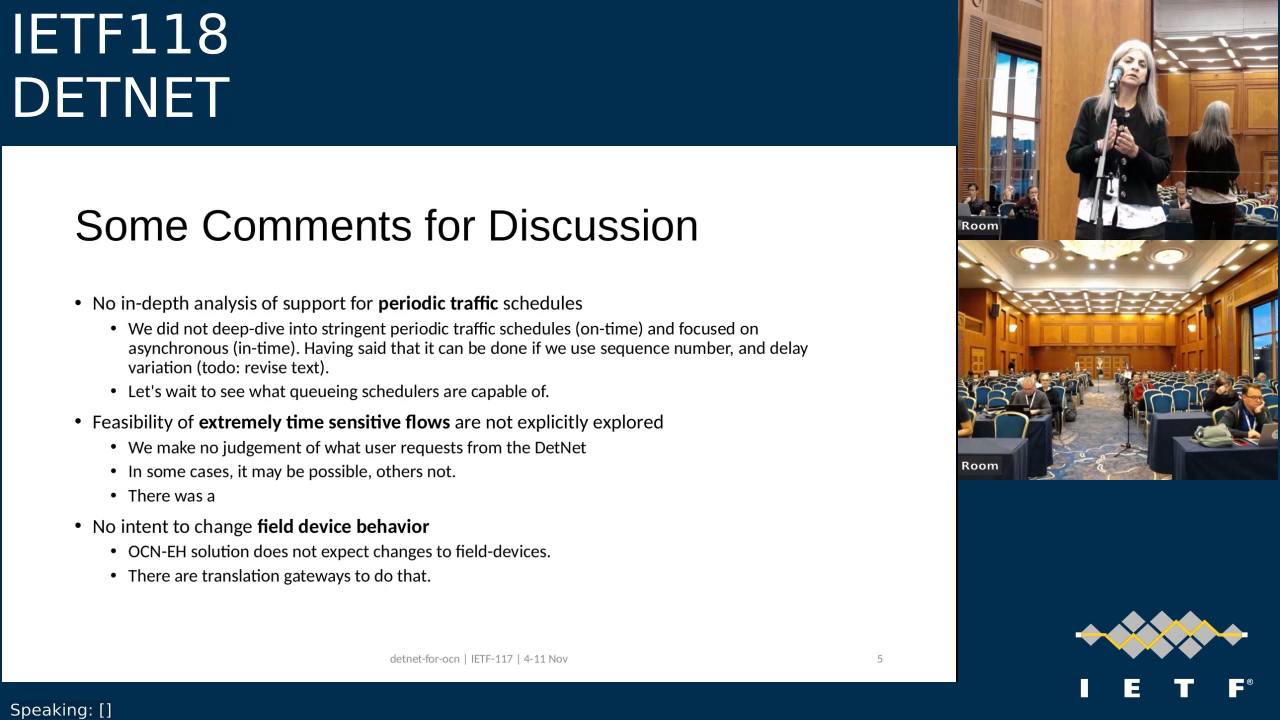 IETF118
DETNET
Some Comments for Discussion
• No in-depth analysis of support for periodic traffic schedules
• We did not deep-dive into stringent periodic traffic schedules (on-time) and focused on
asynchronous (in-time). Having said that it can be done if we use sequence number, and delay
variation (todo: revise text).
• Let's wait to see what queueing schedulers are capable of.
• Feasibility of extremely time sensitive flows are not explicitly explored
• We make no judgement of what user requests from the DetNet
• In some cases, it may be possible, others not.
• There was a
• No intent to change field device behavior
• OCN-EH solution does not expect changes to field-devices.
• There are translation gateways to do that.
detnet-for-ocn | IETF-117 | 4-11 Nov
5
Room
Room
I E T F®
Speaking: []